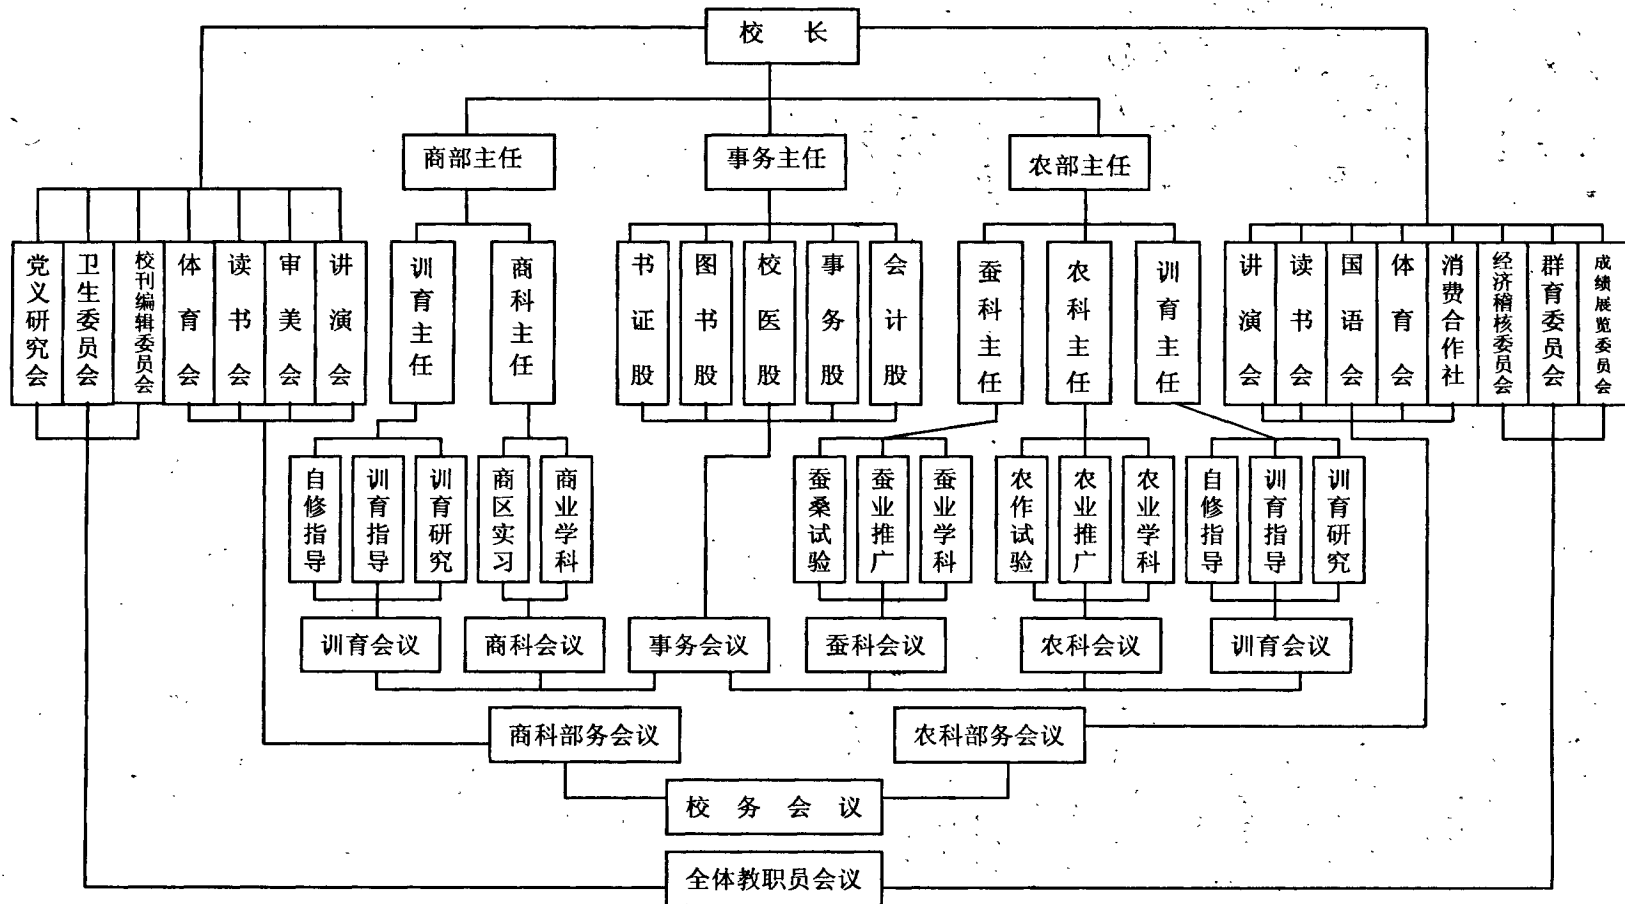 校 长
商部主任
事务主任
农部主任
党义研究会
卫生委员会
校刊编辑委员会
体育会
读书会
审美会
讲演会
训育主任
商科主任
书证股
图书股
校医股
事务股
会计股
蚕科主任
农科主任
训育主任
讲演会
读书会
国语会
体育会
消费合作社
经济稽核委员会
群育委员会
成绩展览委员会
自修指导
训育指导
训育研究
商区实习
商业学科
蚕桑试验
蚕业推广
蚕业学科
农作试验
农业推广
农业学科
自修指导
训育指导
训育研究
训育会议
商科会议
事务会议
蚕科会议
农科会议
训育会议
商科部务会议
农科部务会议
校 务 会 议
全体教职员会议